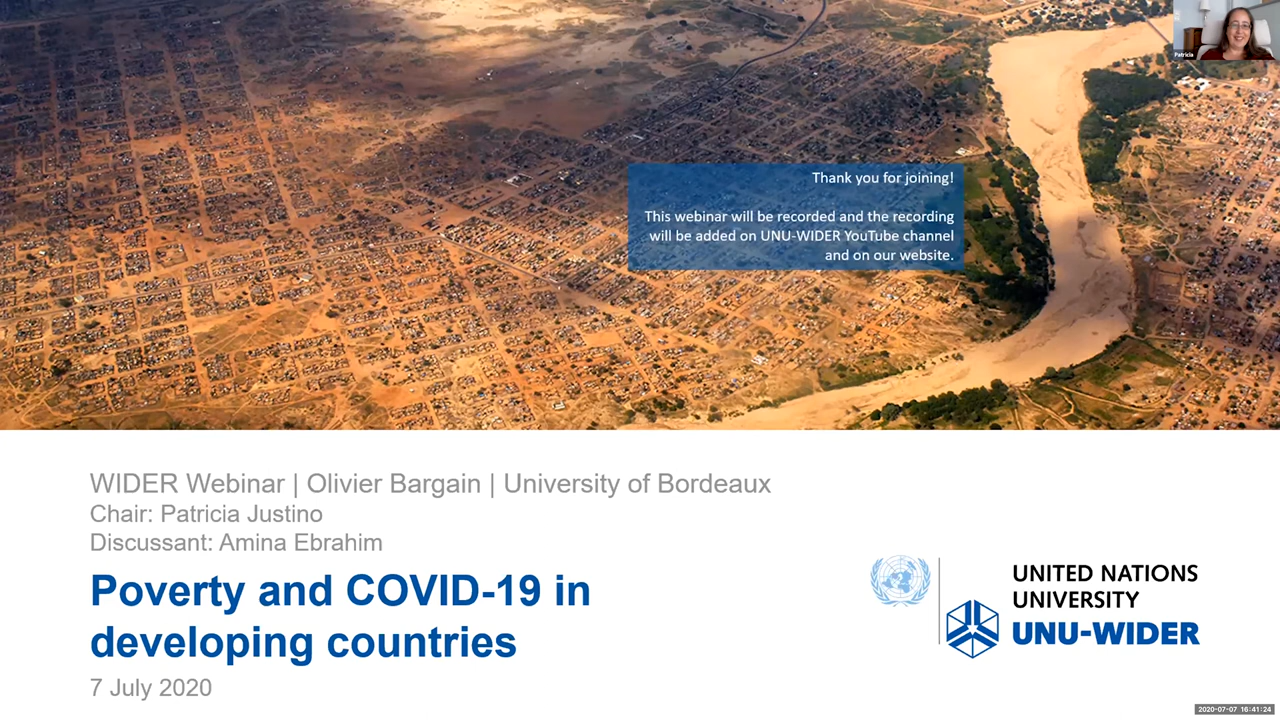 Patricia
Thank you for joining!
This webinar will be recorded and the recording
will be added on UNU-WIDER YouTube channel
and on our website.
WIDER Webinar | Olivier Bargain | University of Bordeaux
Chair: Patricia Justino
Discussant: Amina Ebrahim
Poverty and COVID-19 in
developing countries
7 July 2020
UNITED NATIONS
UNIVERSITY
UNU-WIDER
2020-07-07 16:41:24